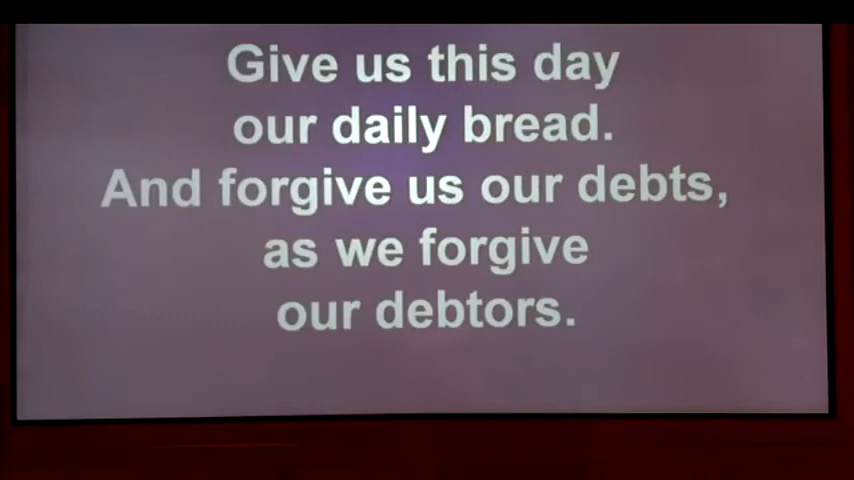 Give us this day
our daily bread.
And forgive us our debts,
as we forgive
our debtors.